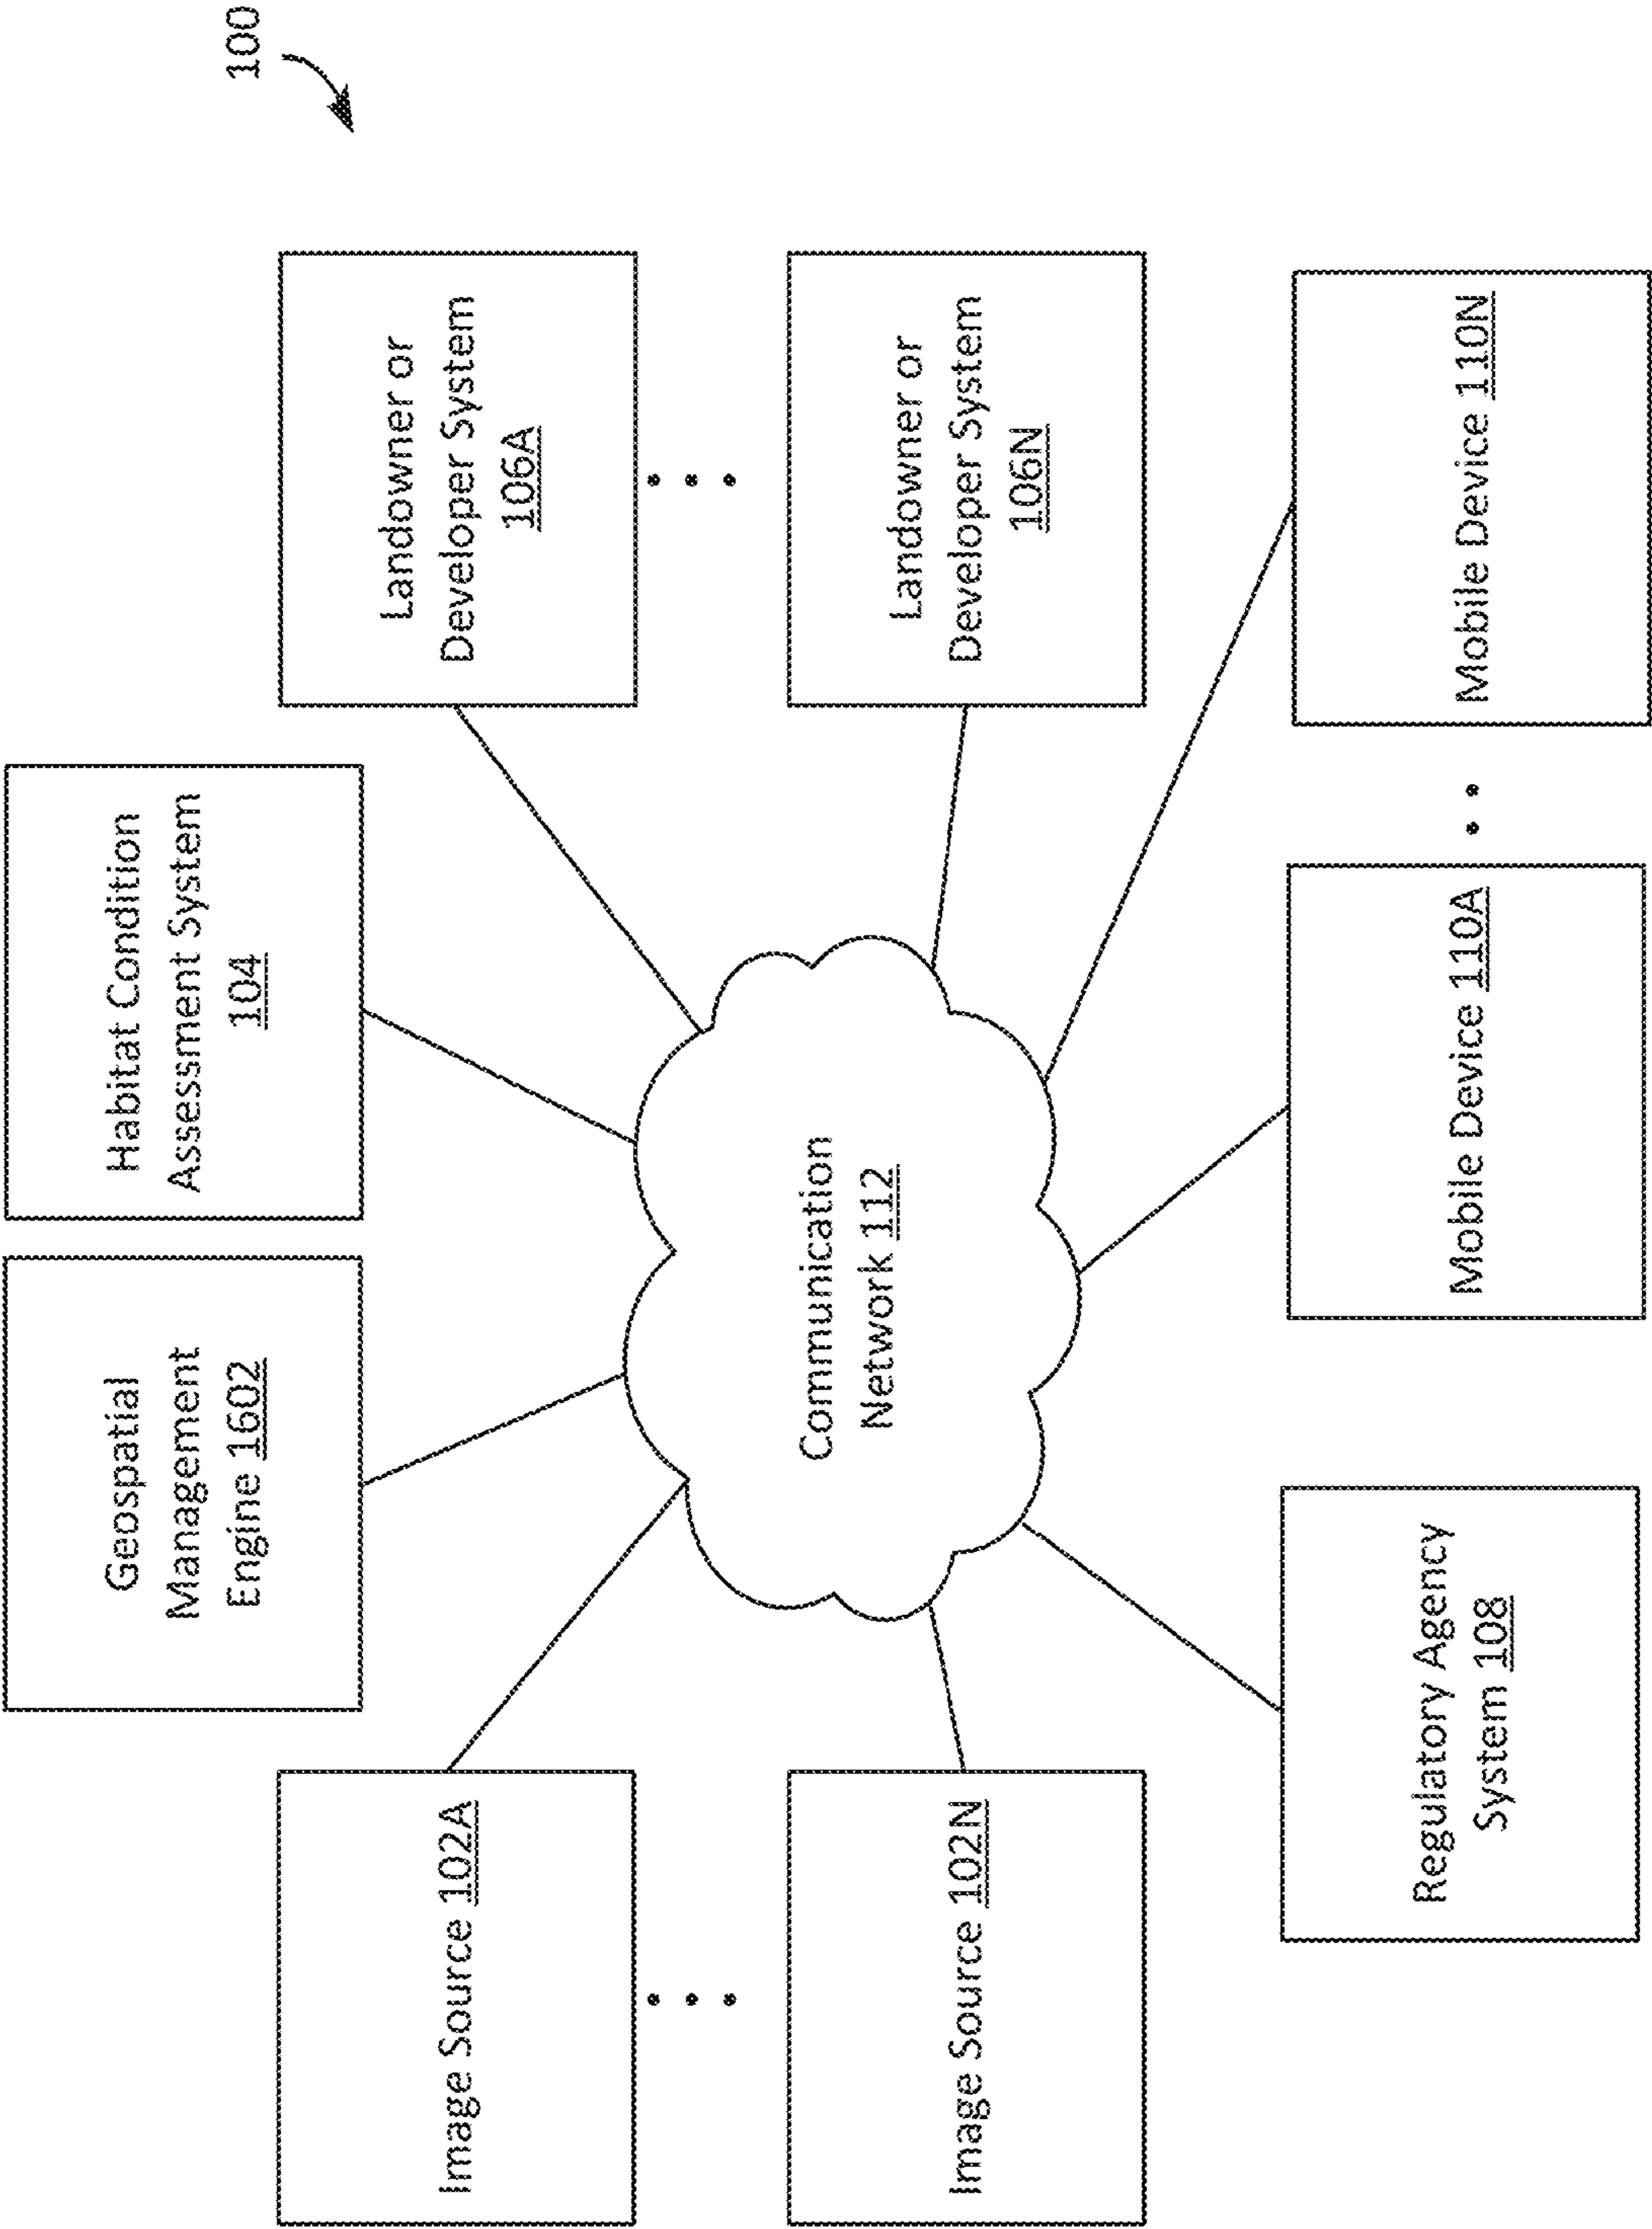 100
Geospatial
Management
Engine 1602
Habitat Condition
Assessment System
104
Image Source 102A
Landowner or
Developer System
106A
Communication
Network 112
Image Source 102N
Landowner or
Developer System
106N
Regulatory Agency
System 108
Mobile Device 110A
Mobile Device 110N